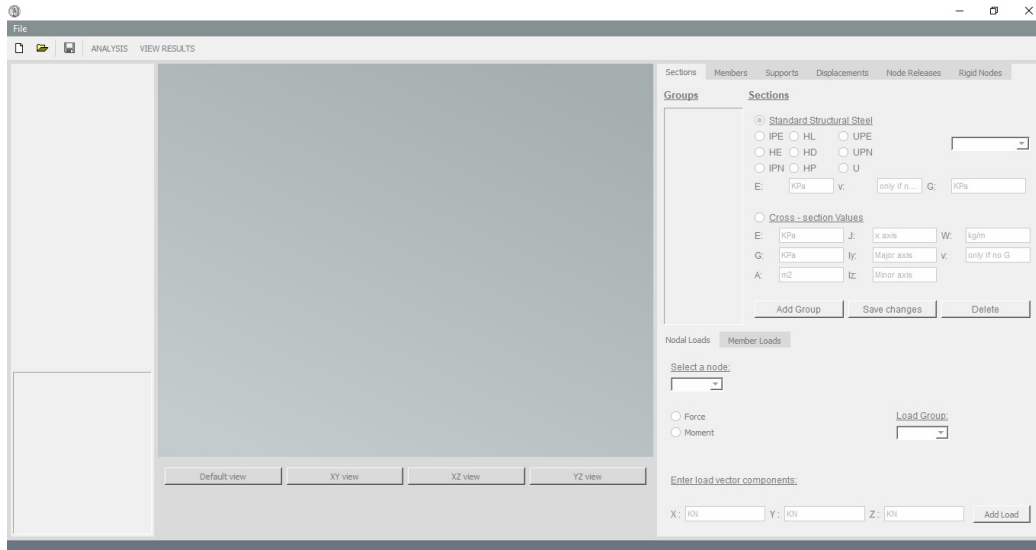 File
ANALYSIS VIEW RESULTS
Sections Members Supports Displacements Node Releases Rigid Nodes
Groups Sections
Standard Structural Steel
IPE HL UPE
HE HD UPN
IPN HP U
E: KPa v: only if n... G: KPa
Cross - section Values
E: KPa J: x axis W: kg/m
G: KPa Iy: Major axis v: only if no G
A: m2 Iz: Minor axis
Add Group Save changes Delete
Nodal Loads Member Loads
Select a node:
Force Load Group:
Moment
Default view XY view XZ view YZ view
Enter load vector components:
X : KN Y : KN Z : KN Add Load